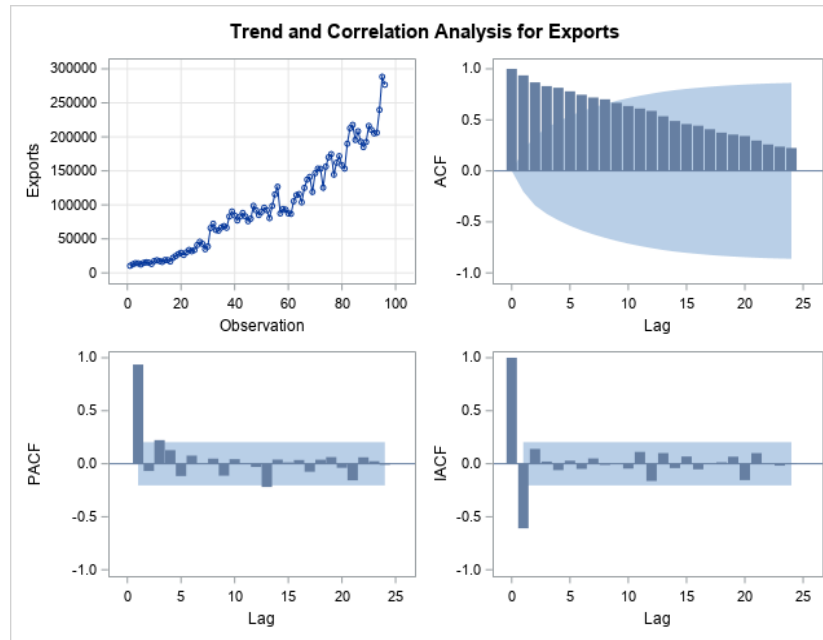 Trend and Correlation Analysis for Exports
300000
250000
200000
150000
100000
50000
0
Exports
0 20 40 60 80 100
Observation
1.0
0.5
0.0
-0.5
-1.0
ACF
0 5 10 15 20 25
Lag
1.0
0.5
0.0
-0.5
-1.0
PACF
0 5 10 15 20 25
Lag
1.0
0.5
0.0
-0.5
-1.0
IACF
0 5 10 15 20 25
Lag